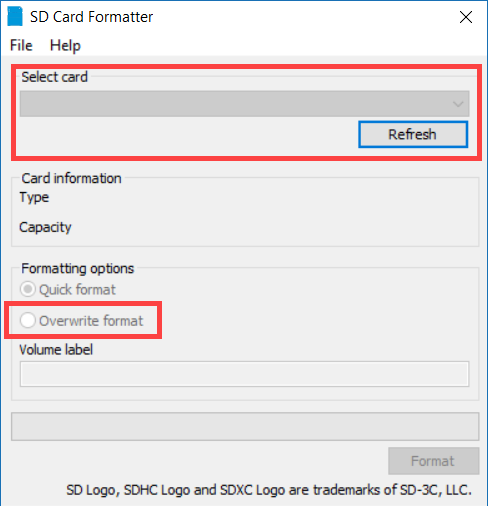 SD Card Formatter
File Help
Select card
Refresh
Card information
Type
Capacity
Formatting options
Quick format
Overwrite format
Volume label
Format
SD Logo, SDHC Logo and SDXC Logo are trademarks of SD-3C, LLC.